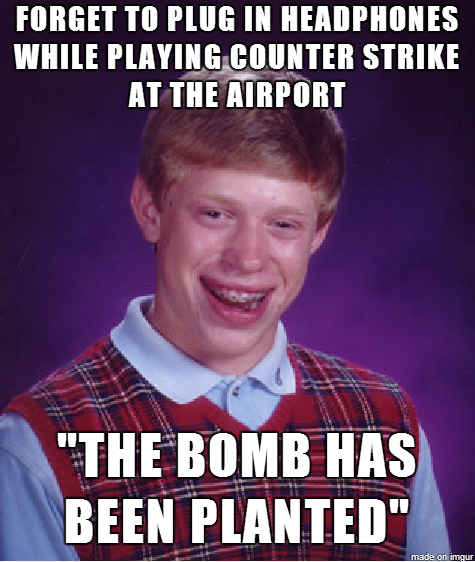 FORGET TO PLUG IN HEADPHONES
WHILE PLAYING COUNTER STRIKE
AT THE AIRPORT
"THE BOMB HAS
BEEN PLANTED"
made on imgur